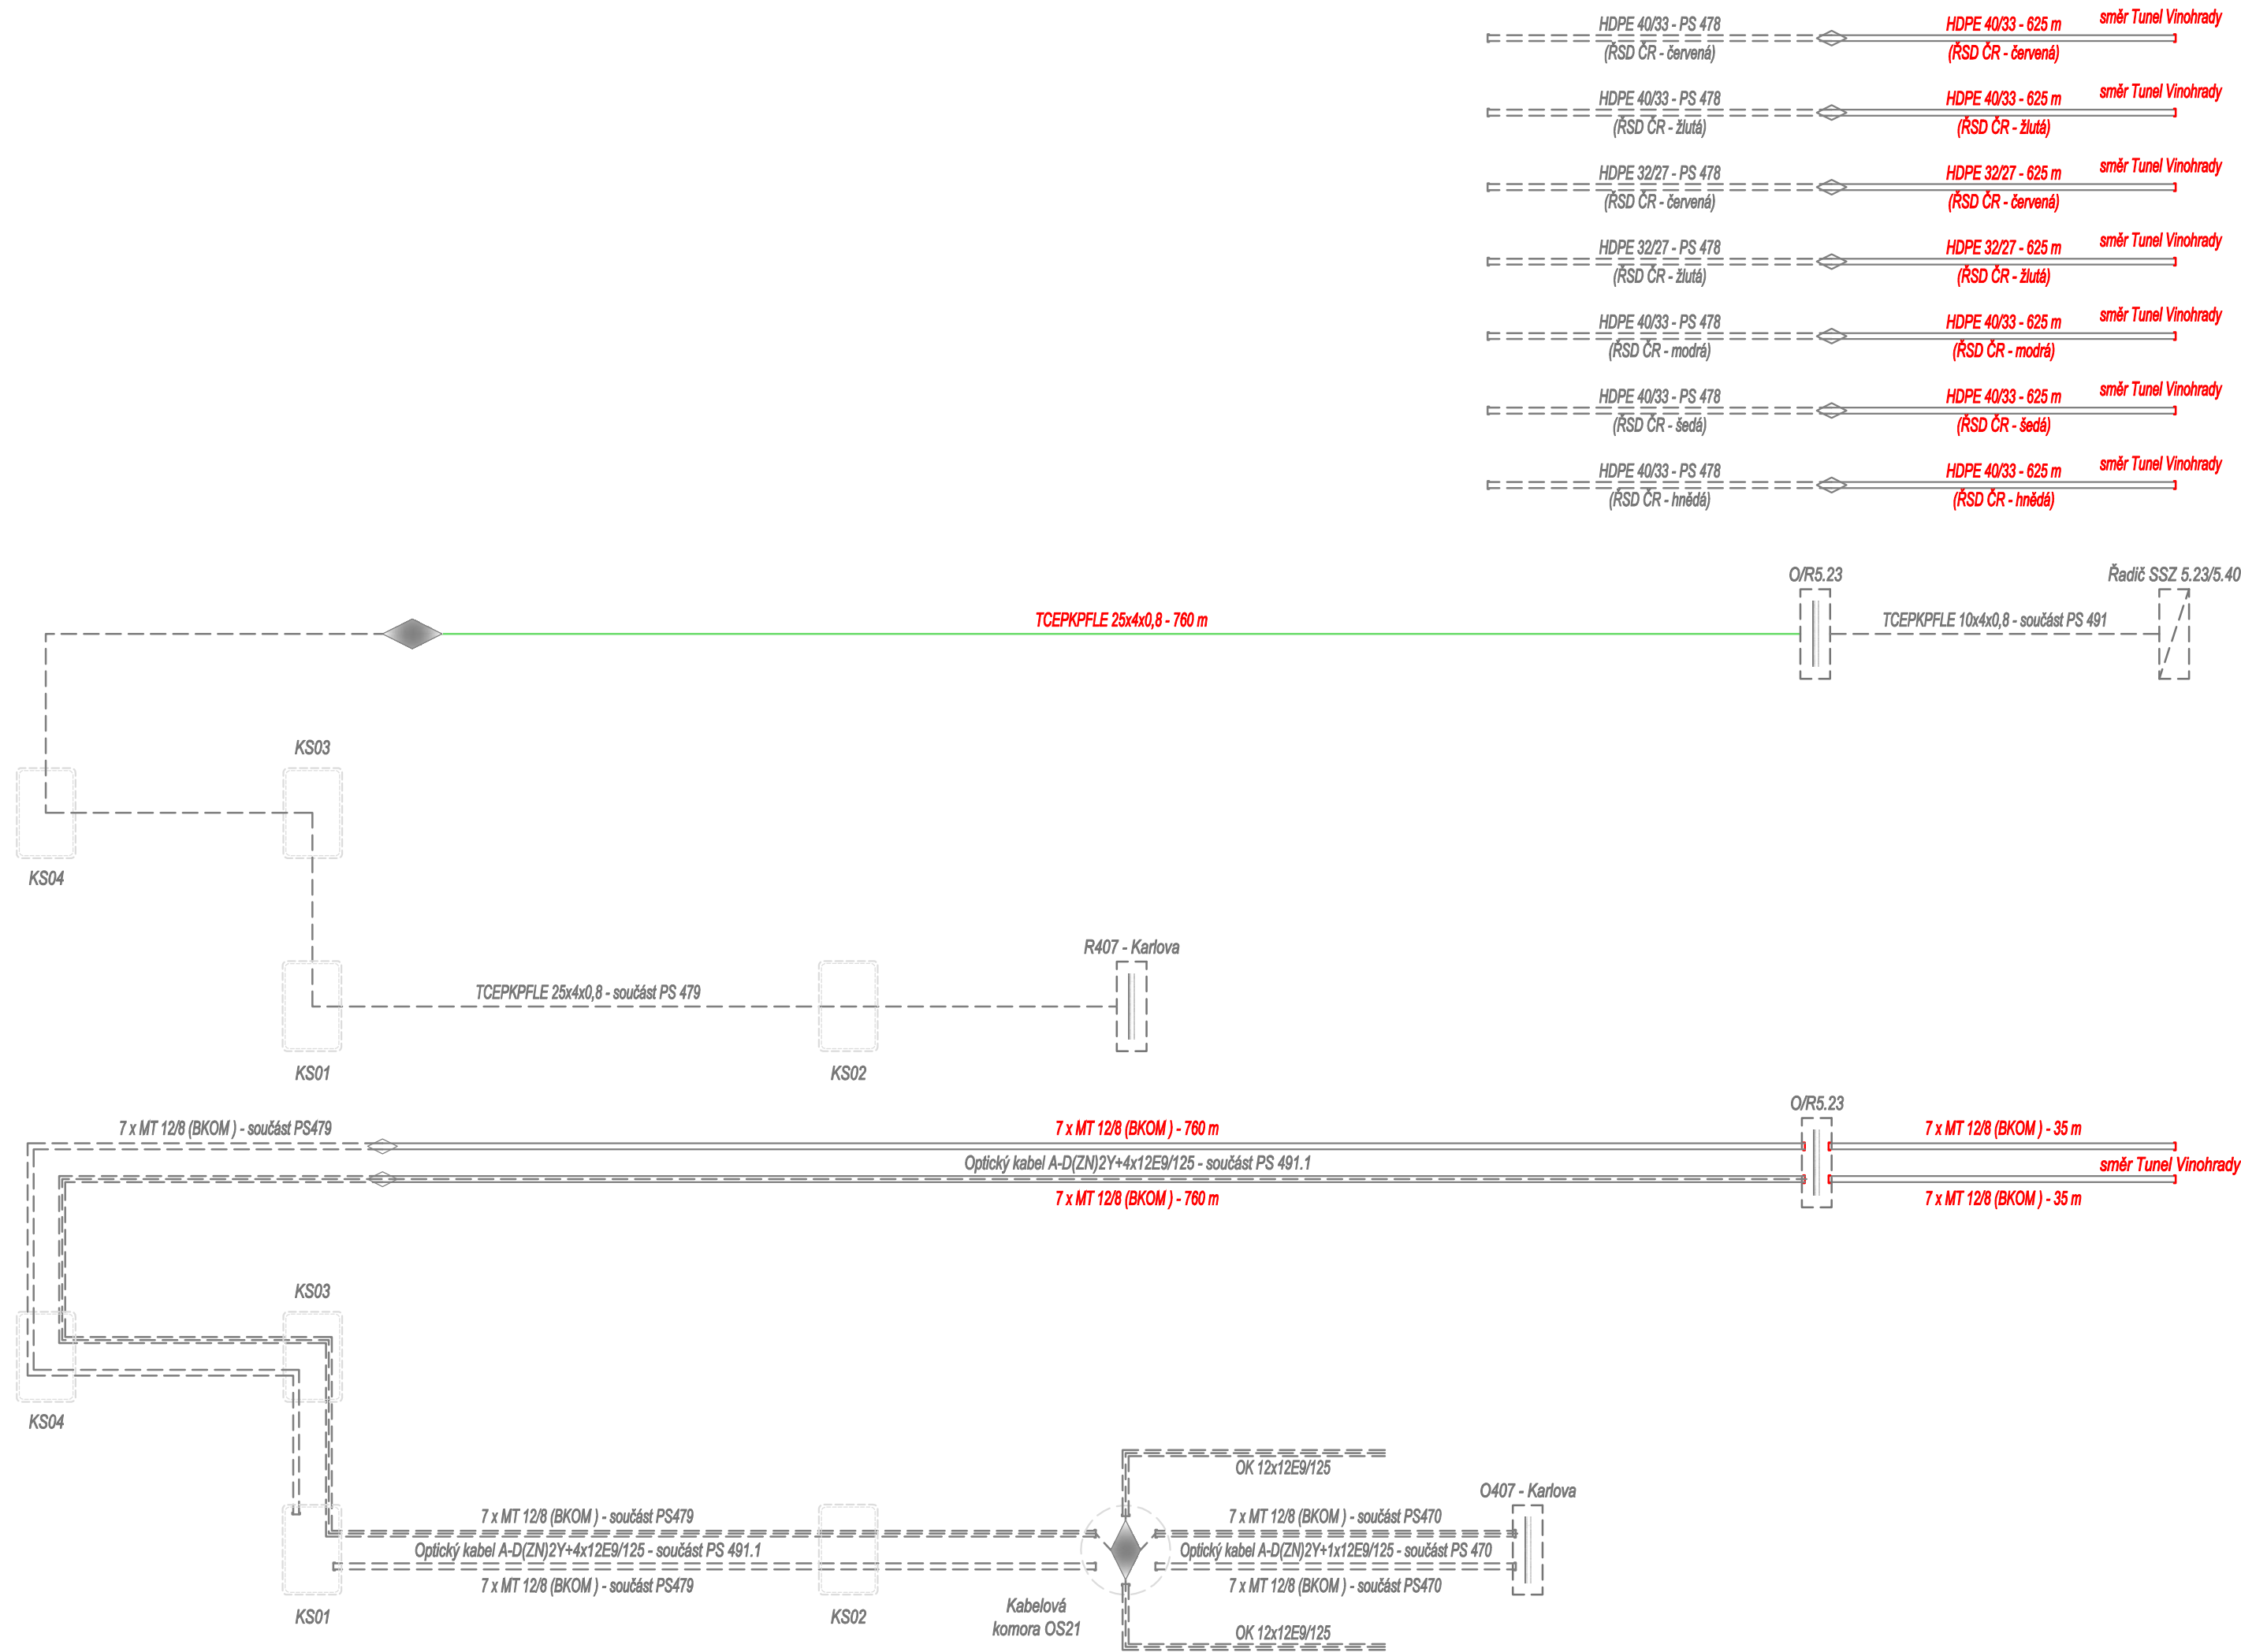 HDPE 40/33 - PS 478
HDPE 40/33 - 625 m
směr Tunel Vinohrady
(ŘSD ČR - červená)
(ŘSD ČR - červená)
HDPE 40/33 - PS 478
HDPE 40/33 - 625 m
směr Tunel Vinohrady
(ŘSD ČR - žlutá)
(ŘSD ČR - žlutá)
HDPE 32/27 - PS 478
HDPE 32/27 - 625 m
směr Tunel Vinohrady
(ŘSD ČR - červená)
(ŘSD ČR - červená)
HDPE 32/27 - PS 478
HDPE 32/27 - 625 m
směr Tunel Vinohrady
(ŘSD ČR - žlutá)
(ŘSD ČR - žlutá)
HDPE 40/33 - PS 478
HDPE 40/33 - 625 m
směr Tunel Vinohrady
(ŘSD ČR - modrá)
(ŘSD ČR - modrá)
HDPE 40/33 - PS 478
HDPE 40/33 - 625 m
směr Tunel Vinohrady
(ŘSD ČR - šedá)
(ŘSD ČR - šedá)
HDPE 40/33 - PS 478
HDPE 40/33 - 625 m
směr Tunel Vinohrady
(ŘSD ČR - hnědá)
(ŘSD ČR - hnědá)
O/R5.23
Řadič SSZ 5.23/5.40
TCEPKPFLE 25x4x0,8 - 760 m
TCEPKPFLE 10x4x0,8 - součást PS 491
KS03
KS04
R407 - Karlova
TCEPKPFLE 25x4x0,8 - součást PS 479
KS01
KS02
O/R5.23
7 x MT 12/8 (BKOM ) - součást PS479
7 x MT 12/8 (BKOM ) - 760 m
7 x MT 12/8 (BKOM ) - 35 m
Optický kabel A-D(ZN)2Y+4x12E9/125 - součást PS 491.1
směr Tunel Vinohrady
7 x MT 12/8 (BKOM ) - 760 m
7 x MT 12/8 (BKOM ) - 35 m
KS03
KS04
OK 12x12E9/125
O407 - Karlova
7 x MT 12/8 (BKOM ) - součást PS479
7 x MT 12/8 (BKOM ) - součást PS470
Optický kabel A-D(ZN)2Y+4x12E9/125 - součást PS 491.1
Optický kabel A-D(ZN)2Y+1x12E9/125 - součást PS 470
7 x MT 12/8 (BKOM ) - součást PS479
7 x MT 12/8 (BKOM ) - součást PS470
KS01
KS02
Kabelová
komora OS21
OK 12x12E9/125